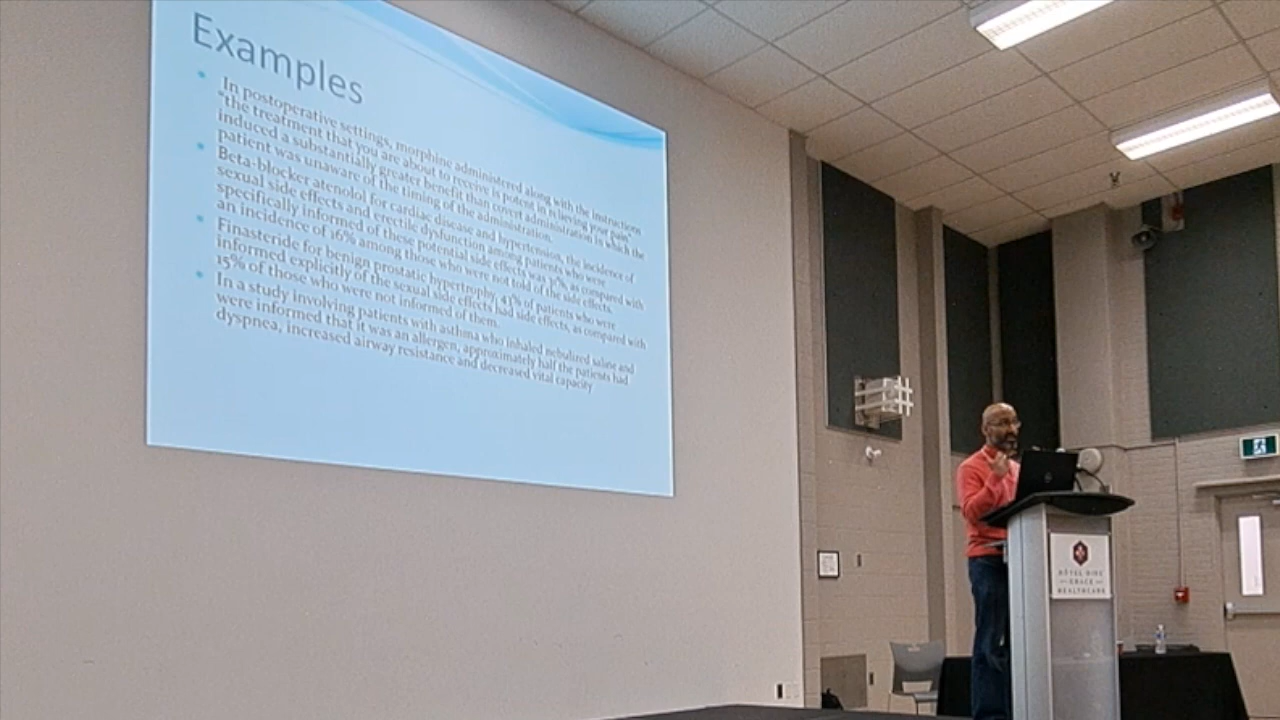 Examples
In postoperative settings, morphine administered along with the instructions
"the treatment that you are about to receive is potent in relieving your pain"
induced a substantially greater benefit than covert administration in which the
patient was unaware of the timing of the administration.
Beta-blocker atenolol for cardiac disease and hypertension, the incidence of
sexual side effects and erectile dysfunction among patients who were
specifically informed of these potential side effects was 31%, as compared with
an incidence of 16% among those who were not told of the side effects.
Finasteride for benign prostatic hypertrophy, 43% of patients who were
informed explicitly of the sexual side effects had side effects, as compared with
15% of those who were not informed of them.
In a study involving patients with asthma who inhaled nebulized saline and
were informed that it was an allergen, approximately half the patients had
dyspnea, increased airway resistance and decreased vital capacity
HÔTEL-DIEU
GRACE
HEALTHCARE